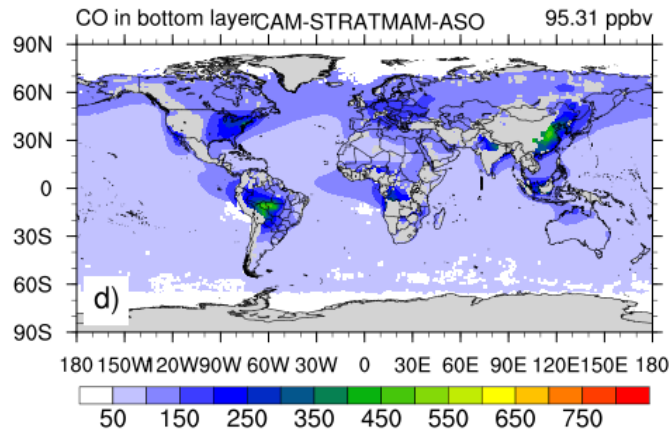 CO in bottom layer CAM-STRATMAM-ASO 95.31 ppbv
90N
60N
30N
0
30S
60S
90S
d)
180 150W 120W 90W 60W 30W 0 30E 60E 90E 120E 150E 180
50 150 250 350 450 550 650 750